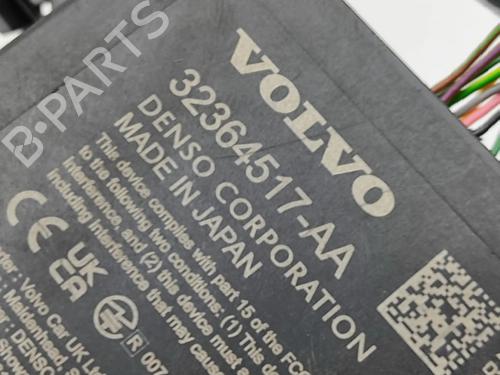 VOLVO
32364517-AA
DENSO CORPORATION
MADE IN JAPAN
This device complies with part 15 of the FCC
to the following two conditions: (1) This dev
interference, and (2) this device must a
including interference that may cause
CE
UK
CA
R 007
: Volvo Car UK L
: Maidenhead, 
DENSO
B-PARTS